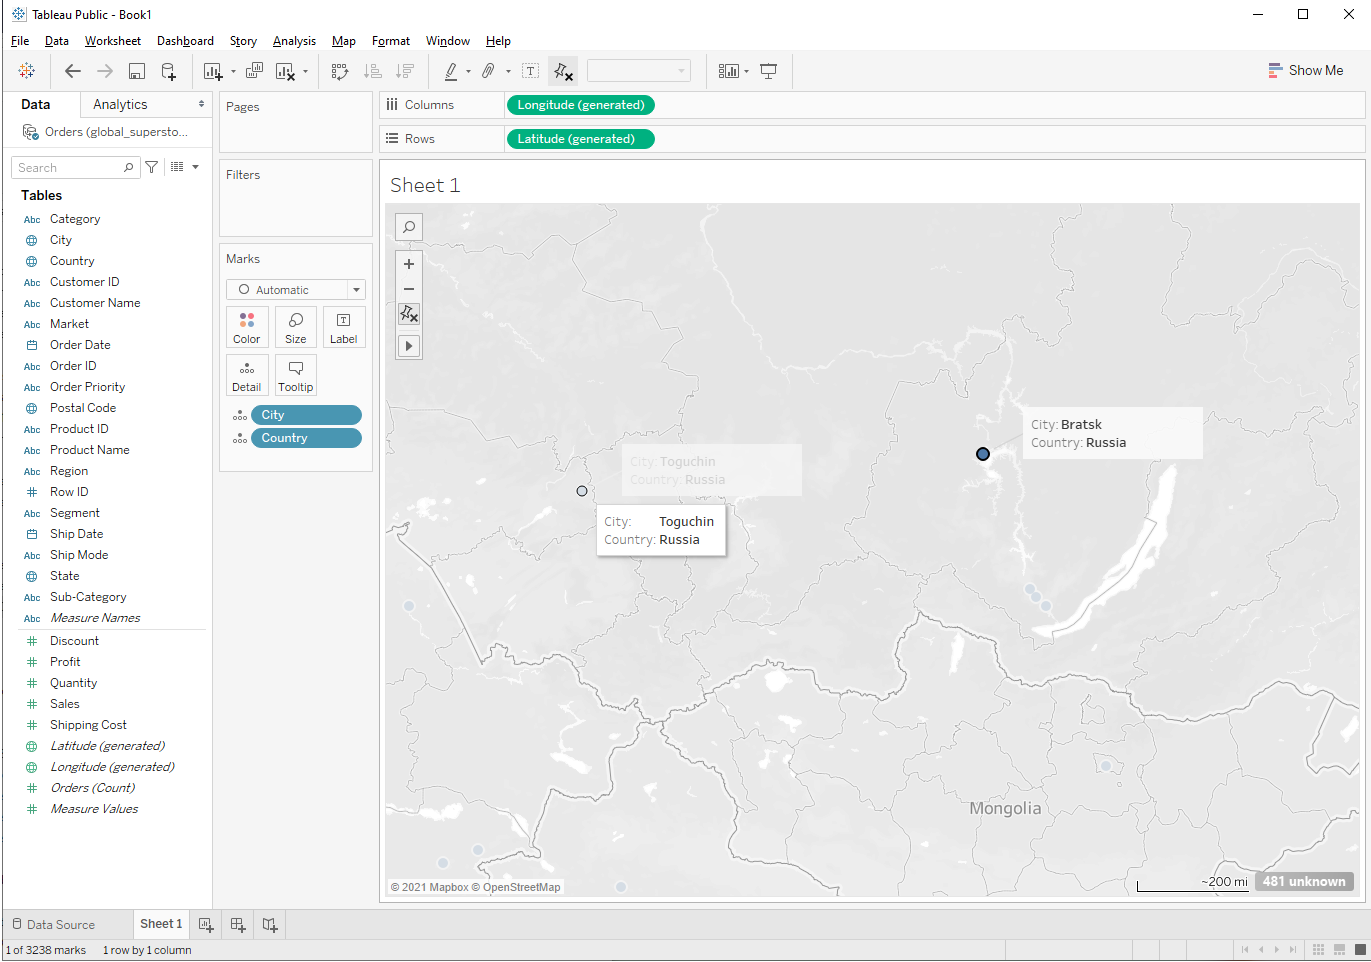 Tableau Public - Book1
File Data Worksheet Dashboard Story Analysis Map Format Window Help
Show Me
Data Analytics
Orders (global_supersto...
Search
Tables
Abc Category
City
Country
Abc Customer ID
Abc Customer Name
Abc Market
Order Date
Abc Order ID
Abc Order Priority
Postal Code
Abc Product ID
Abc Product Name
Abc Region
# Row ID
Abc Segment
Ship Date
Abc Ship Mode
State
Abc Sub-Category
Abc Measure Names
# Discount
# Profit
# Quantity
# Sales
# Shipping Cost
Latitude (generated)
Longitude (generated)
# Orders (Count)
# Measure Values
Pages
Filters
Marks
Automatic
Color Size Label
Detail Tooltip
City
Country
Columns Longitude (generated)
Rows Latitude (generated)
Sheet 1
City: Bratsk
Country: Russia
City: Toguchin
Country: Russia
City: Toguchin
Country: Russia
Mongolia
© 2021 Mapbox © OpenStreetMap
~200 mi
481 unknown
Data Source Sheet 1
1 of 3238 marks 1 row by 1 column